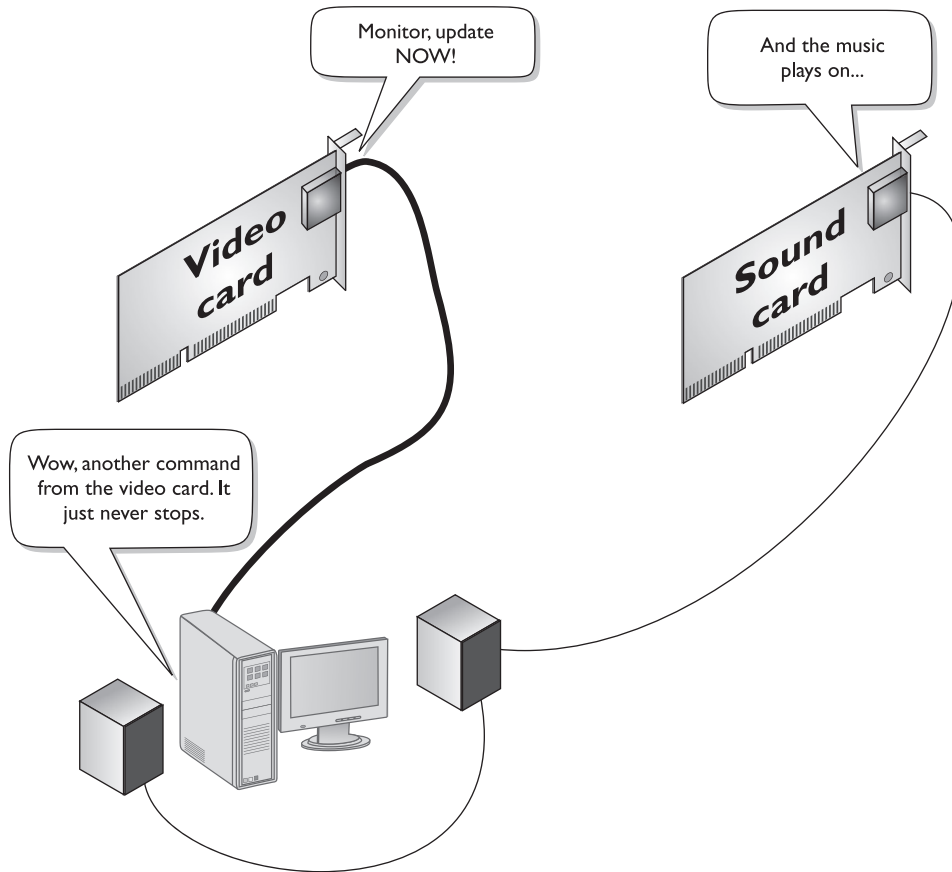 Monitor, update
NOW!
And the music
plays on...
Video
card
Sound
card
Wow, another command
from the video card. It
just never stops.